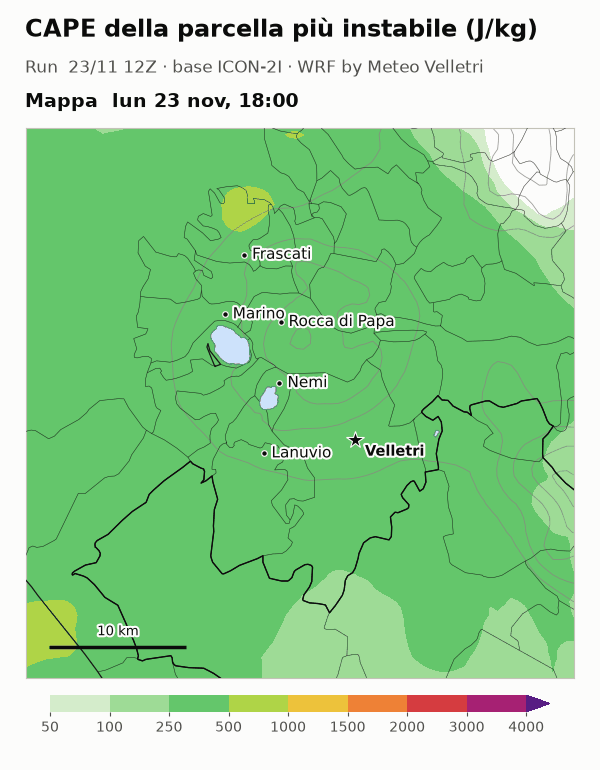 CAPE della parcella più instabile (J/kg)
Run  23/11 12Z · base ICON-2I · WRF by Meteo Velletri
Mappa  lun 23 nov, 18:00
Frascati
Marino
Rocca di Papa
Nemi
Velletri
Lanuvio
10 km
50 100 250 500 1000 1500 2000 3000 4000